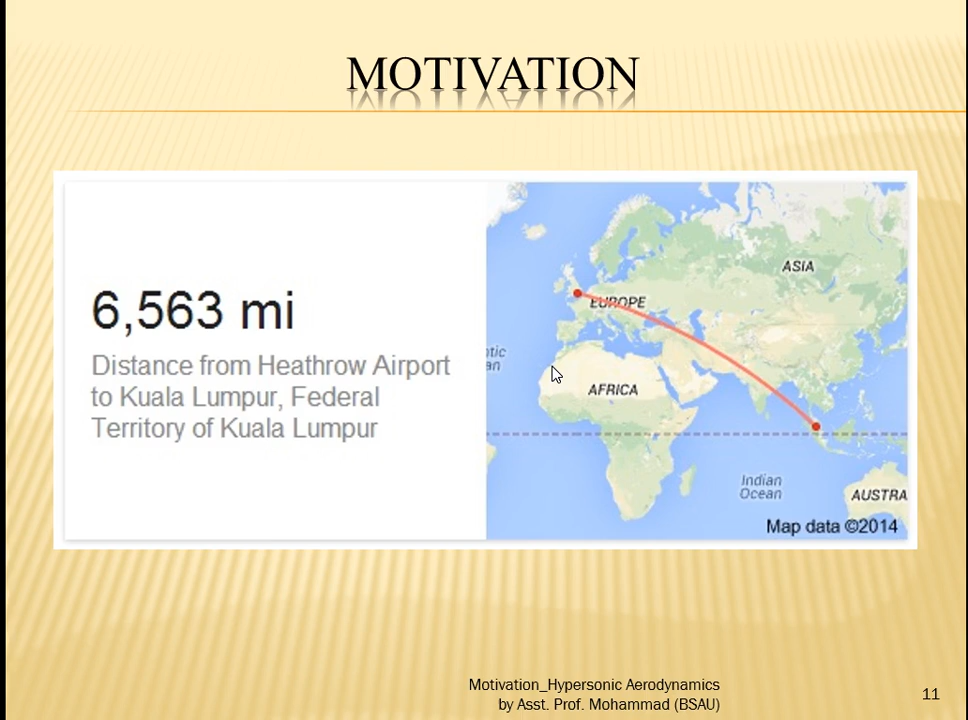 MOTIVATION
6,563 mi
Distance from Heathrow Airport
to Kuala Lumpur, Federal
Territory of Kuala Lumpur
ASIA
EUROPE
AFRICA
Indian
Ocean
AUSTRA
Map data ©2014
Motivation_Hypersonic Aerodynamics
by Asst. Prof. Mohammad (BSAU)
11